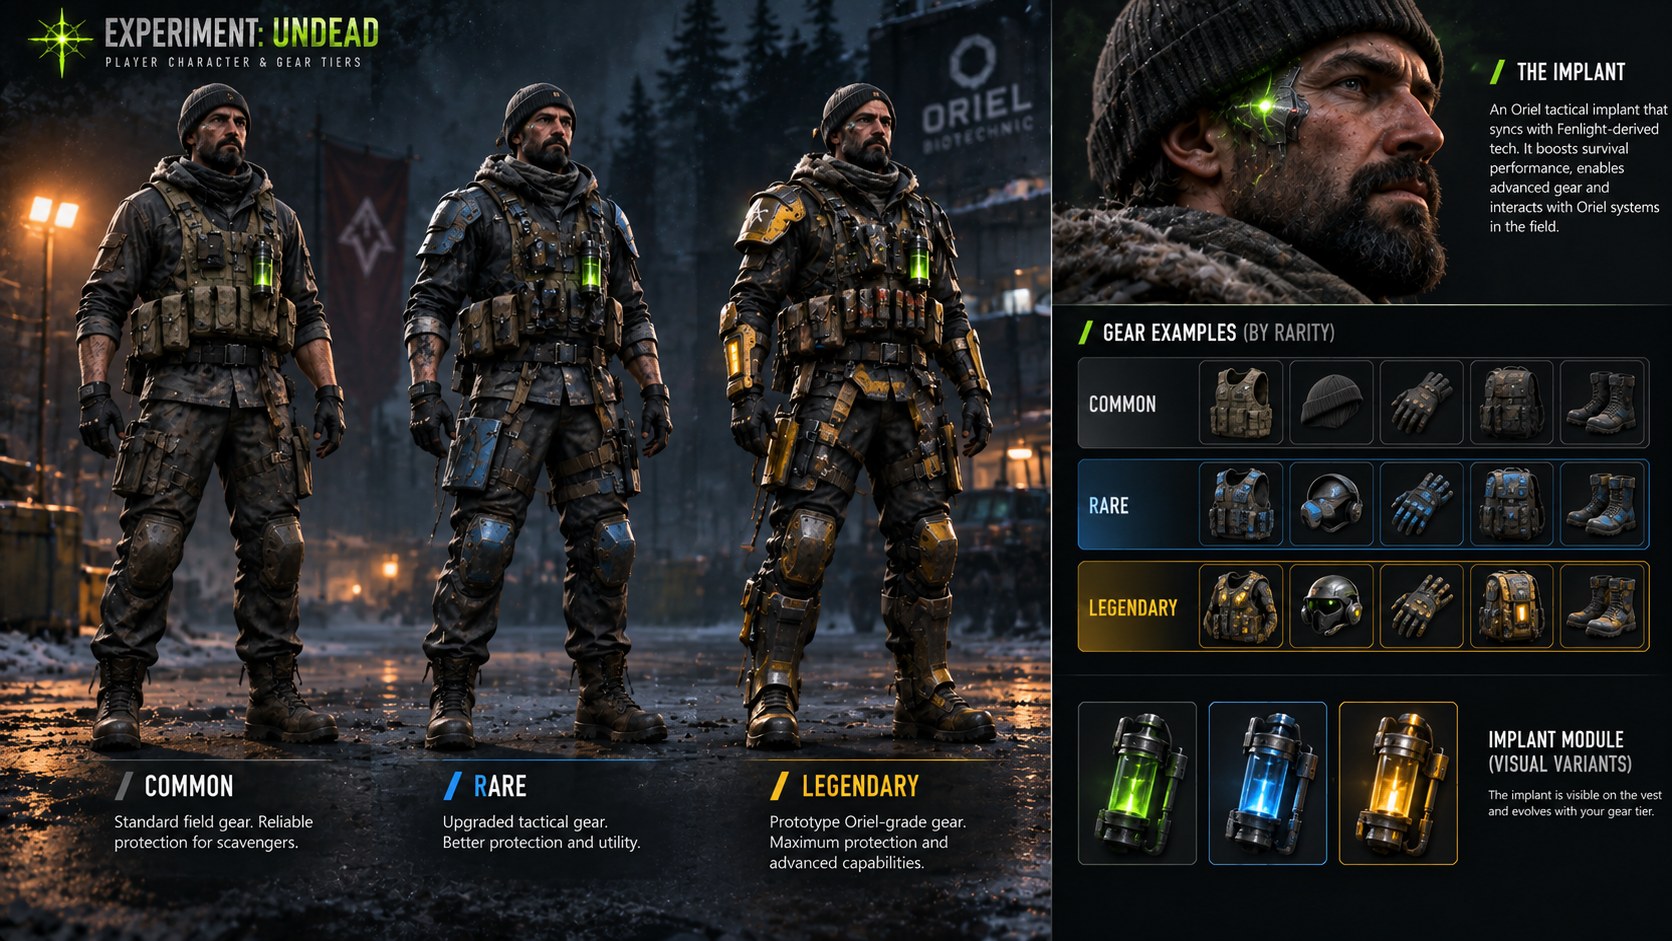 EXPERIMENT: UNDEAD
PLAYER CHARACTER & GEAR TIERS
ORIEL
BIOTECHNIC
COMMON
Standard field gear. Reliable
protection for scavengers.
RARE
Upgraded tactical gear.
Better protection and utility.
LEGENDARY
Prototype Oriel-grade gear.
Maximum protection and
advanced capabilities.
THE IMPLANT
An Oriel tactical implant that
syncs with Fenlight-derived
tech. It boosts survival
performance, enables
advanced gear and
interacts with Oriel systems
in the field.
GEAR EXAMPLES (BY RARITY)
COMMON
RARE
LEGENDARY
IMPLANT MODULE
(VISUAL VARIANTS)
The implant is visible on the vest
and evolves with your gear tier.